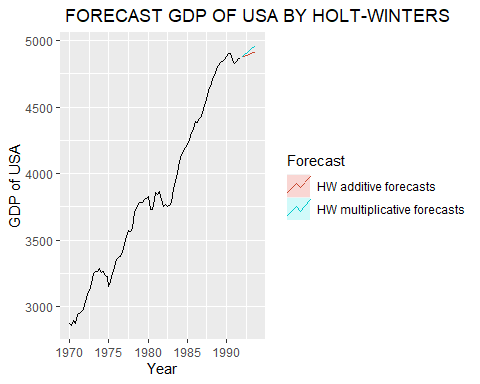 FORECAST GDP OF USA BY HOLT-WINTERS
5000
4500
4000
3500
3000
GDP of USA
1970 1975 1980 1985 1990
Year
Forecast
HW additive forecasts
HW multiplicative forecasts